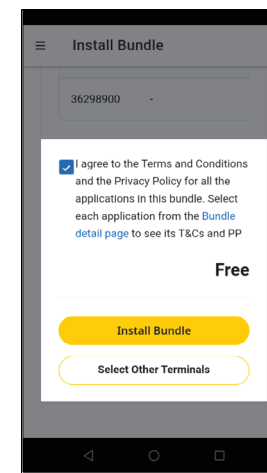 Install Bundle
36298900 -
I agree to the Terms and Conditions
and the Privacy Policy for all the
applications in this bundle. Select
each application from the Bundle
detail page to see its T&Cs and PP
Free
Install Bundle
Select Other Terminals